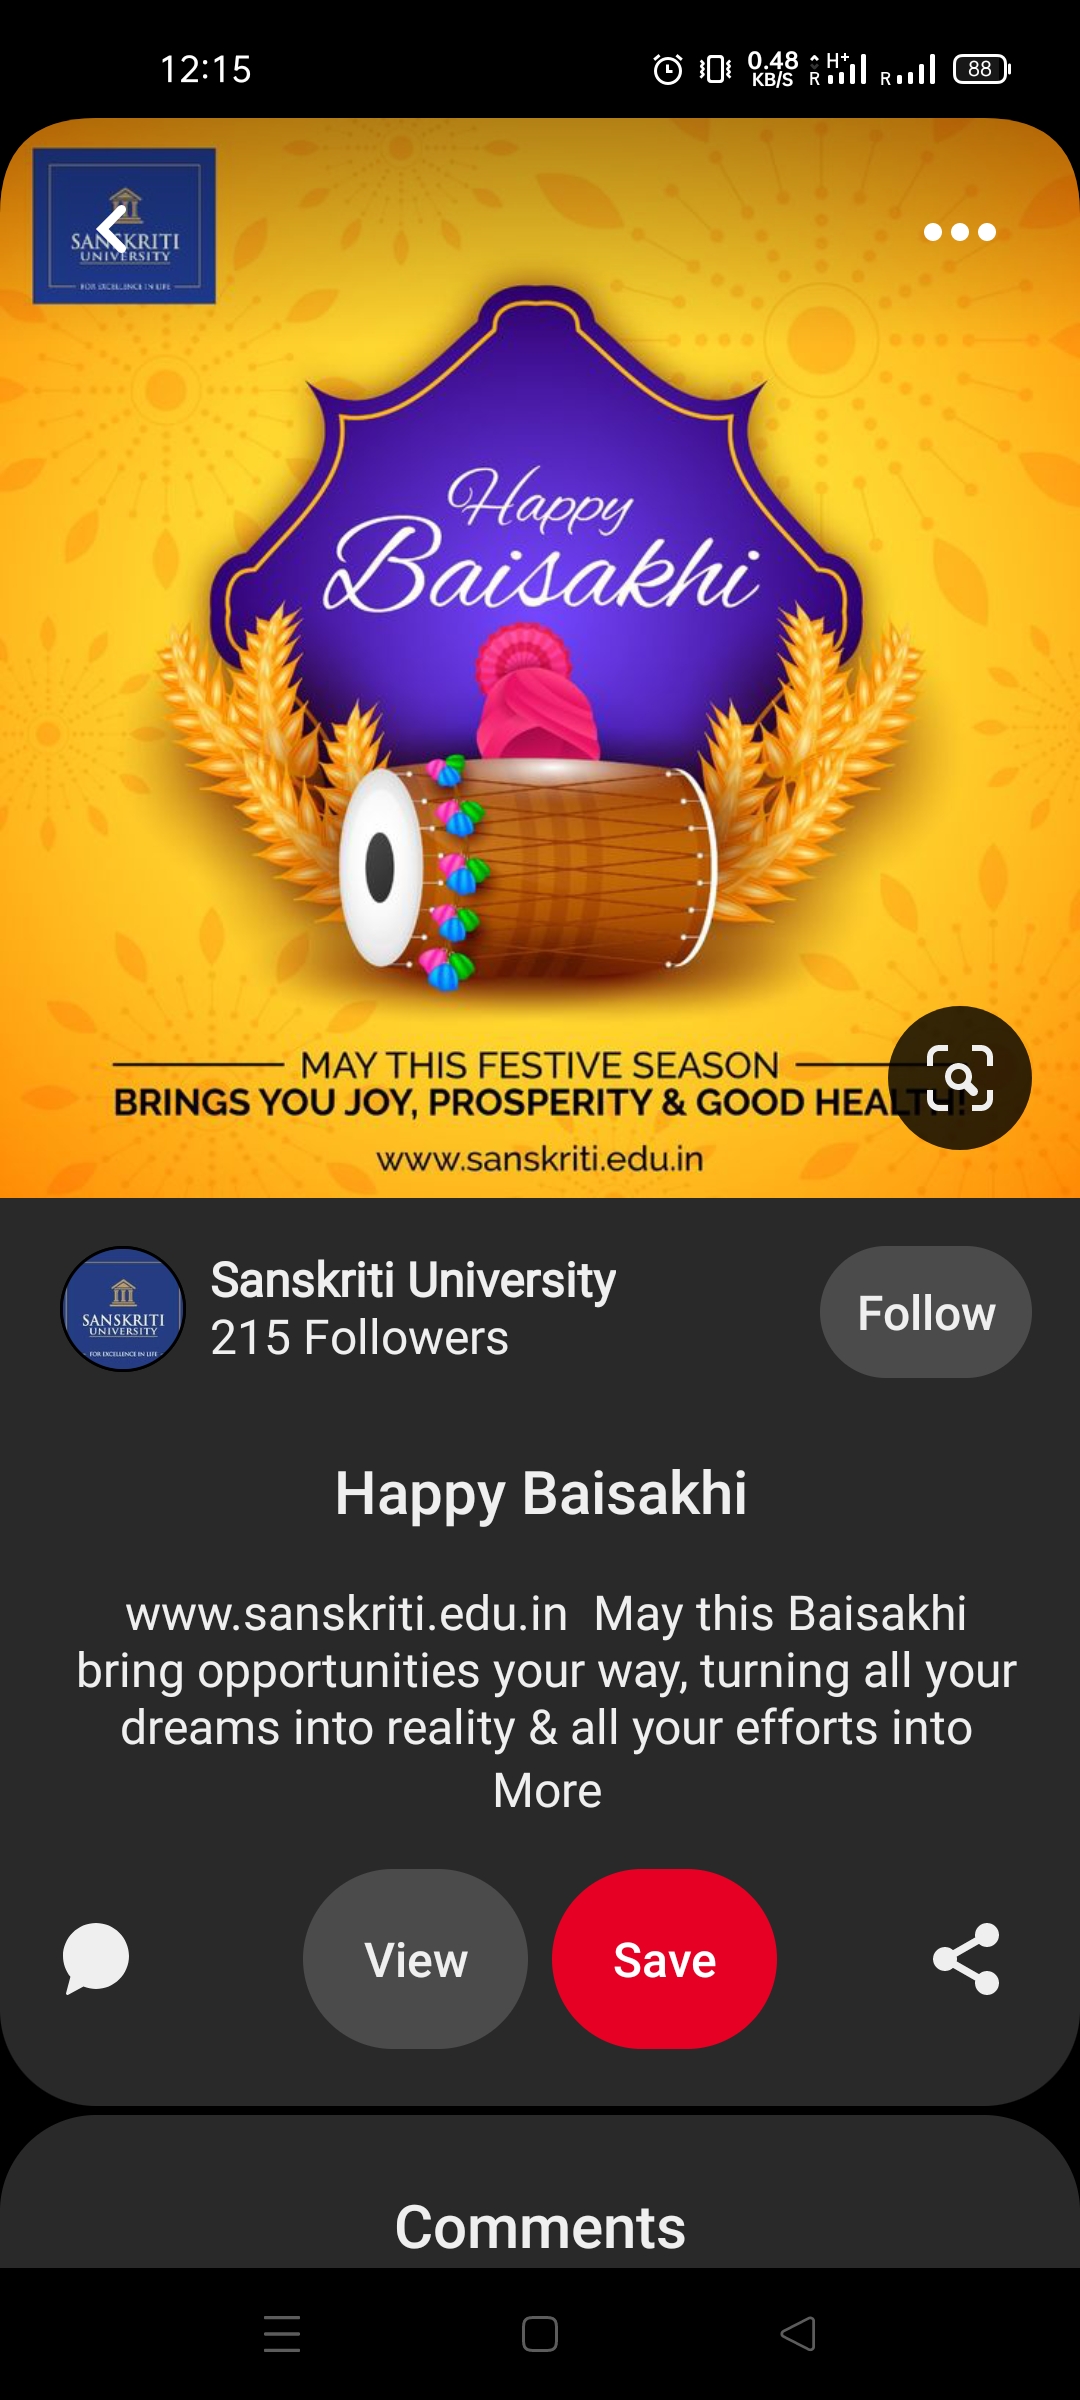 12:15
0.48
KB/S
H+
R
R
88
SANSKRITI
UNIVERSITY
FOR EXCELLENCE IN LIFE
Happy
Baisakhi
MAY THIS FESTIVE SEASON
BRINGS YOU JOY, PROSPERITY & GOOD HEALTH!
www.sanskriti.edu.in
SANSKRITI
UNIVERSITY
FOR EXCELLENCE IN LIFE
Sanskriti University
215 Followers
Follow
Happy Baisakhi
www.sanskriti.edu.in  May this Baisakhi
bring opportunities your way, turning all your
dreams into reality & all your efforts into
More
View
Save
Comments